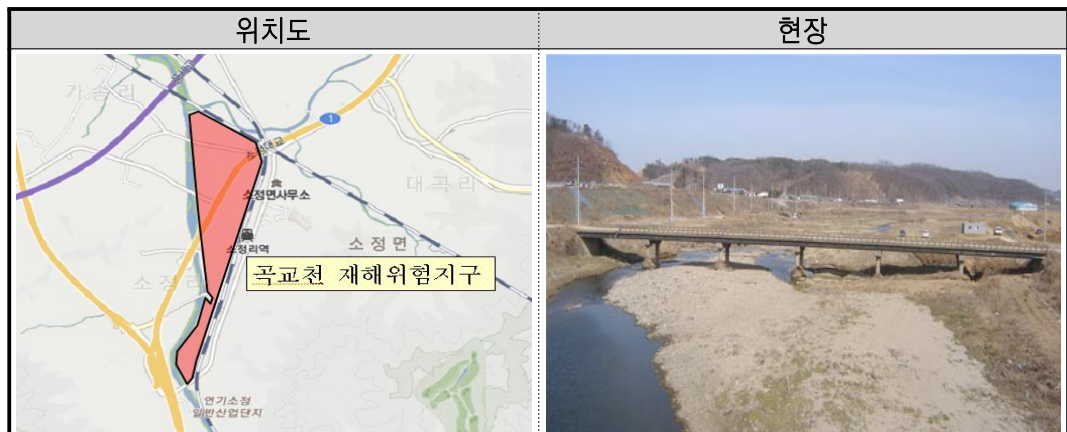 위치도
현장
가송리
1
소정면사무소
대곡리
소정리역
소정면
곡교천 재해위험지구
소정리
연기소정
일반산업단지